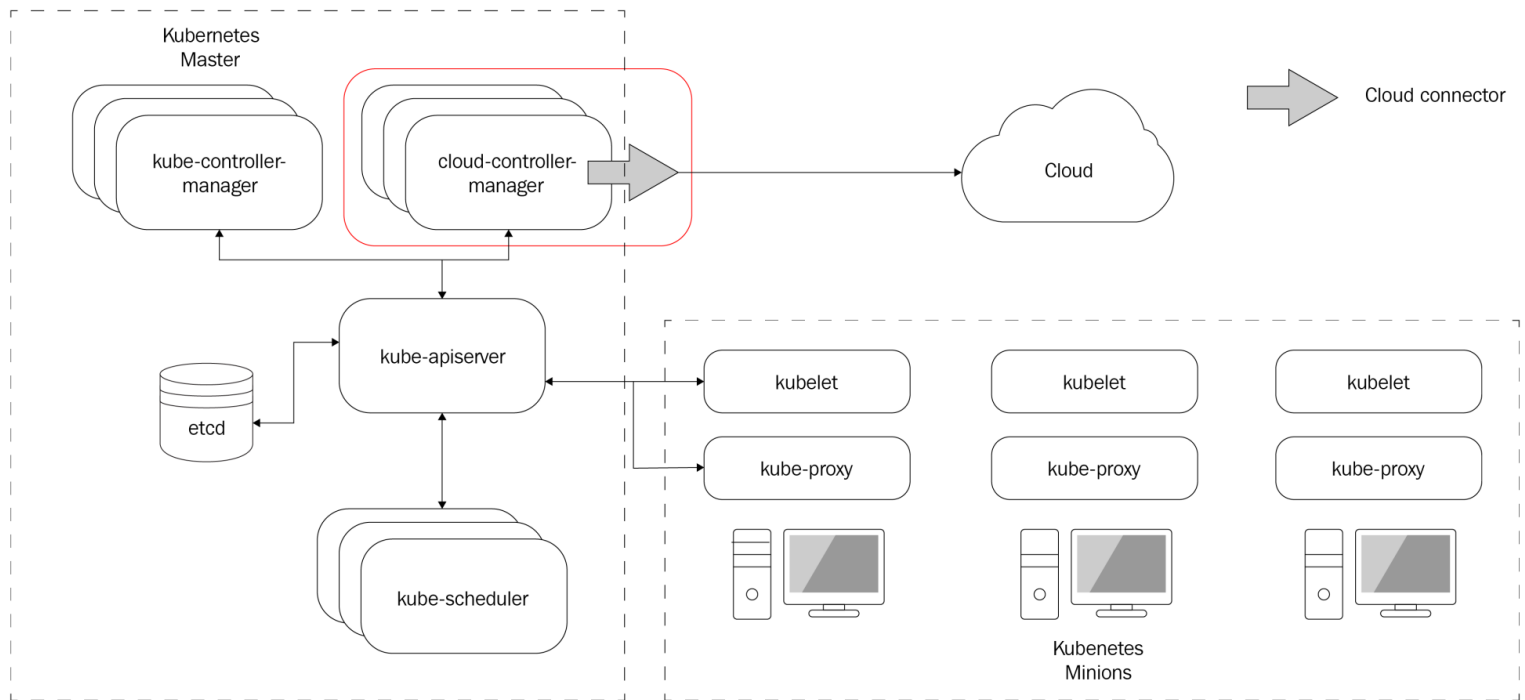 Kubernetes
Master
kube-controller-
manager
cloud-controller-
manager
Cloud
Cloud connector
kube-apiserver
etcd
kube-scheduler
kubelet
kubelet
kubelet
kube-proxy
kube-proxy
kube-proxy
Kubenetes
Minions